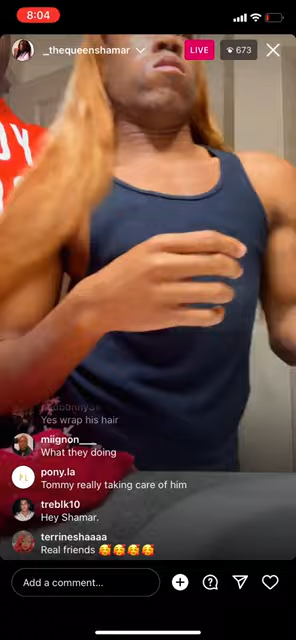 8:04
_thequeenshamar
LIVE
673
Yes wrap his hair
miignon___
What they doing
pony.la
Tommy really taking care of him
treblk10
Hey Shamar.
terrineshaaaa
Real friends 🥰🥰🥰🥰
Add a comment...